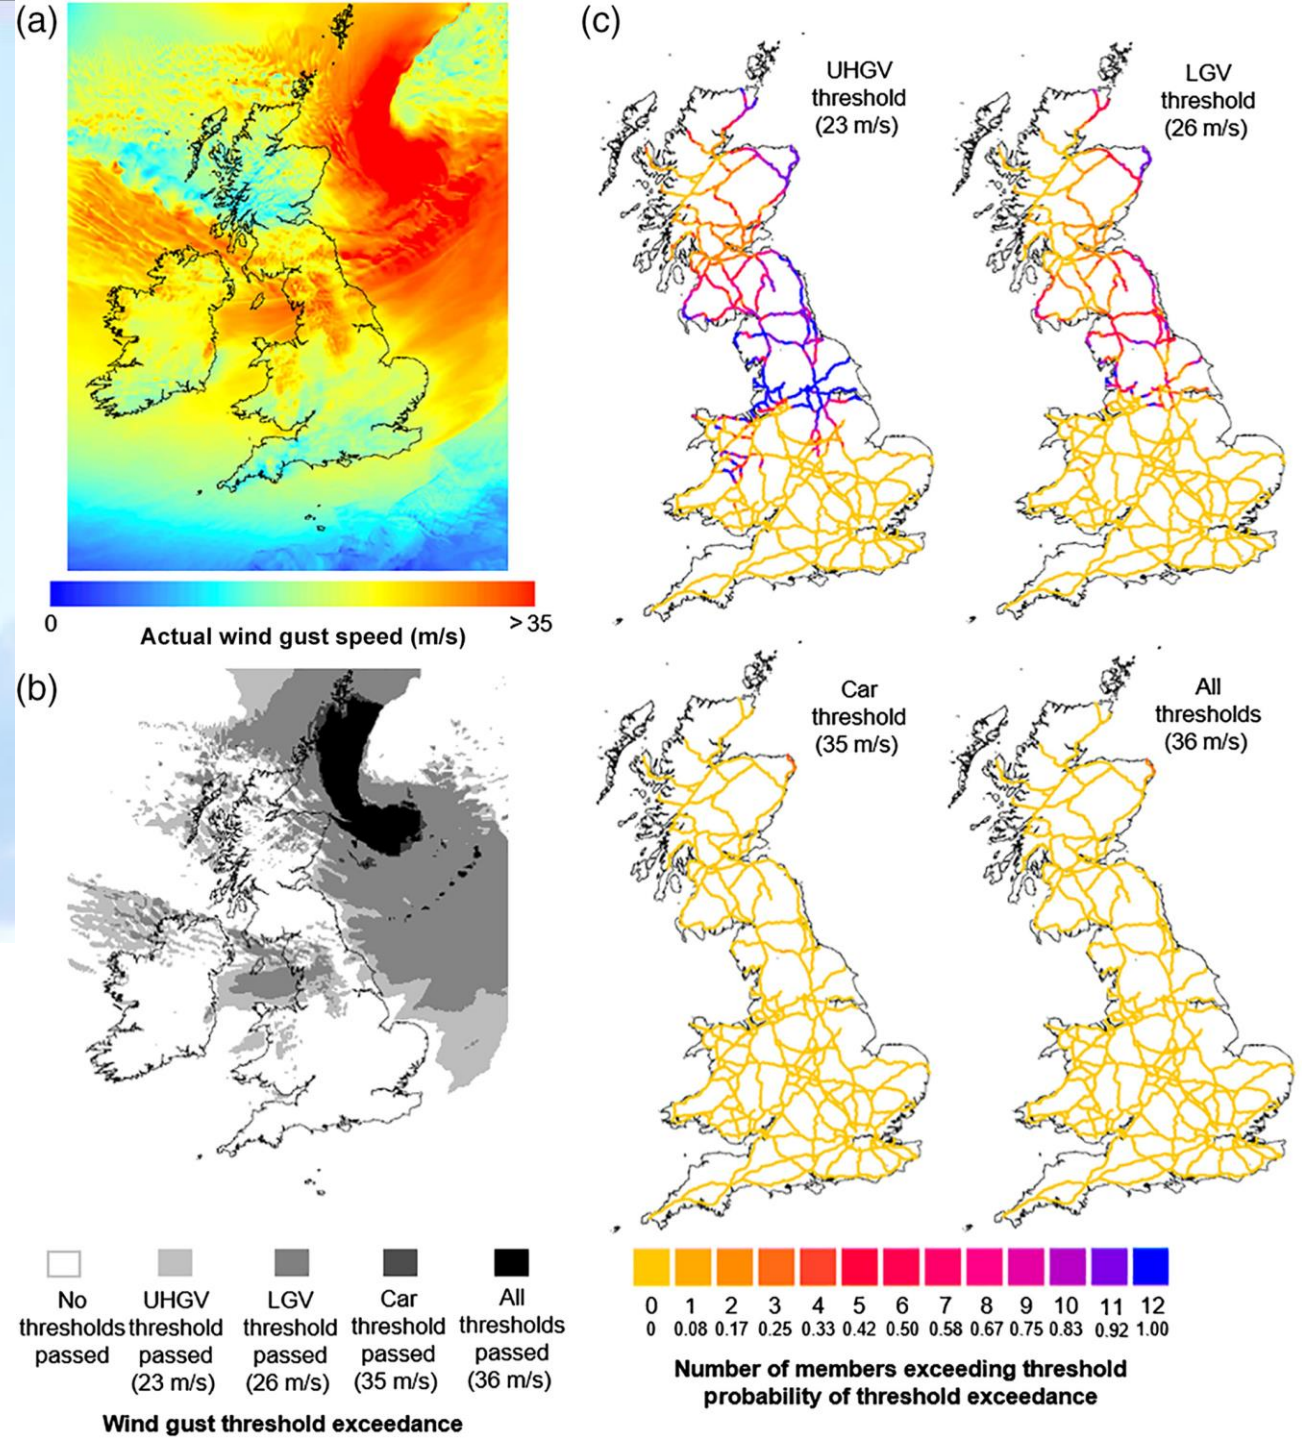 (a)
0
>35
Actual wind gust speed (m/s)
(b)
No
thresholds
passed
UHGV
threshold
passed
(23 m/s)
LGV
threshold
passed
(26 m/s)
Car
threshold
passed
(35 m/s)
All
thresholds
passed
(36 m/s)
Wind gust threshold exceedance
(c)
UHGV
threshold
(23 m/s)
LGV
threshold
(26 m/s)
Car
threshold
(35 m/s)
All
thresholds
(36 m/s)
0 1 2 3 4 5 6 7 8 9 10 11 12
0 0.08 0.17 0.25 0.33 0.42 0.50 0.58 0.67 0.75 0.83 0.92 1.00
Number of members exceeding threshold
probability of threshold exceedance